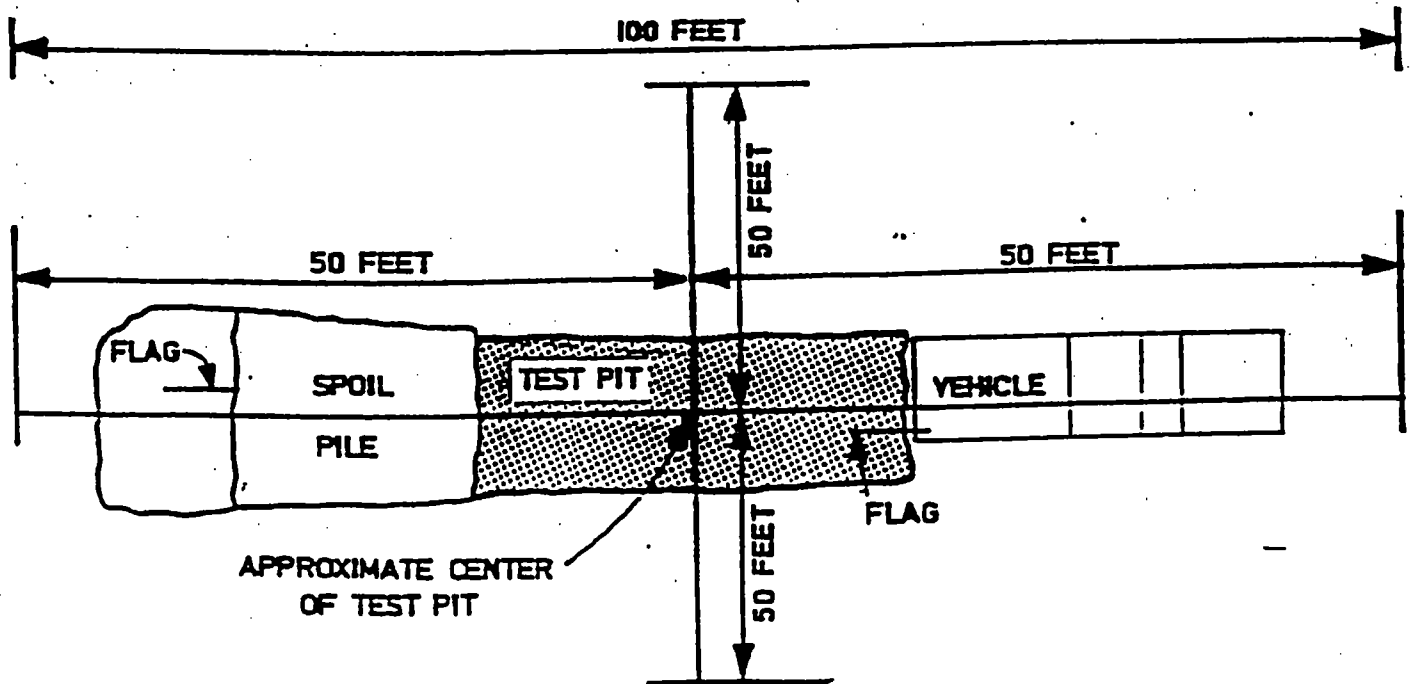 100 FEET
50 FEET
50 FEET
50 FEET
FLAG
SPOIL
PILE
TEST PIT
VEHICLE
FLAG
APPROXIMATE CENTER
OF TEST PIT
50 FEET